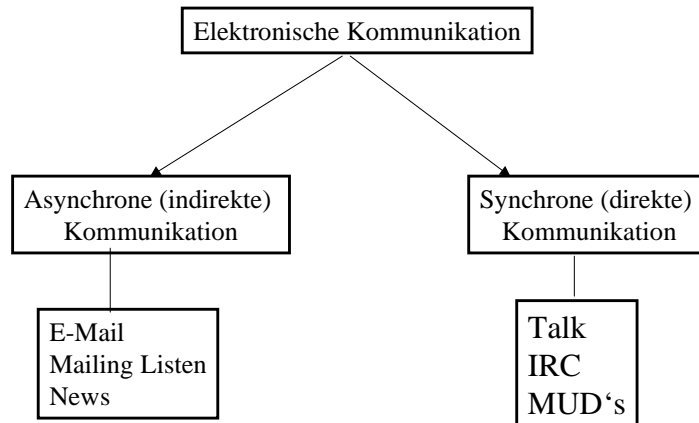 Elektronische Kommunikation
Asynchrone (indirekte)
Kommunikation
Synchrone (direkte)
Kommunikation
E-Mail
Mailing Listen
News
Talk
IRC
MUD‘s